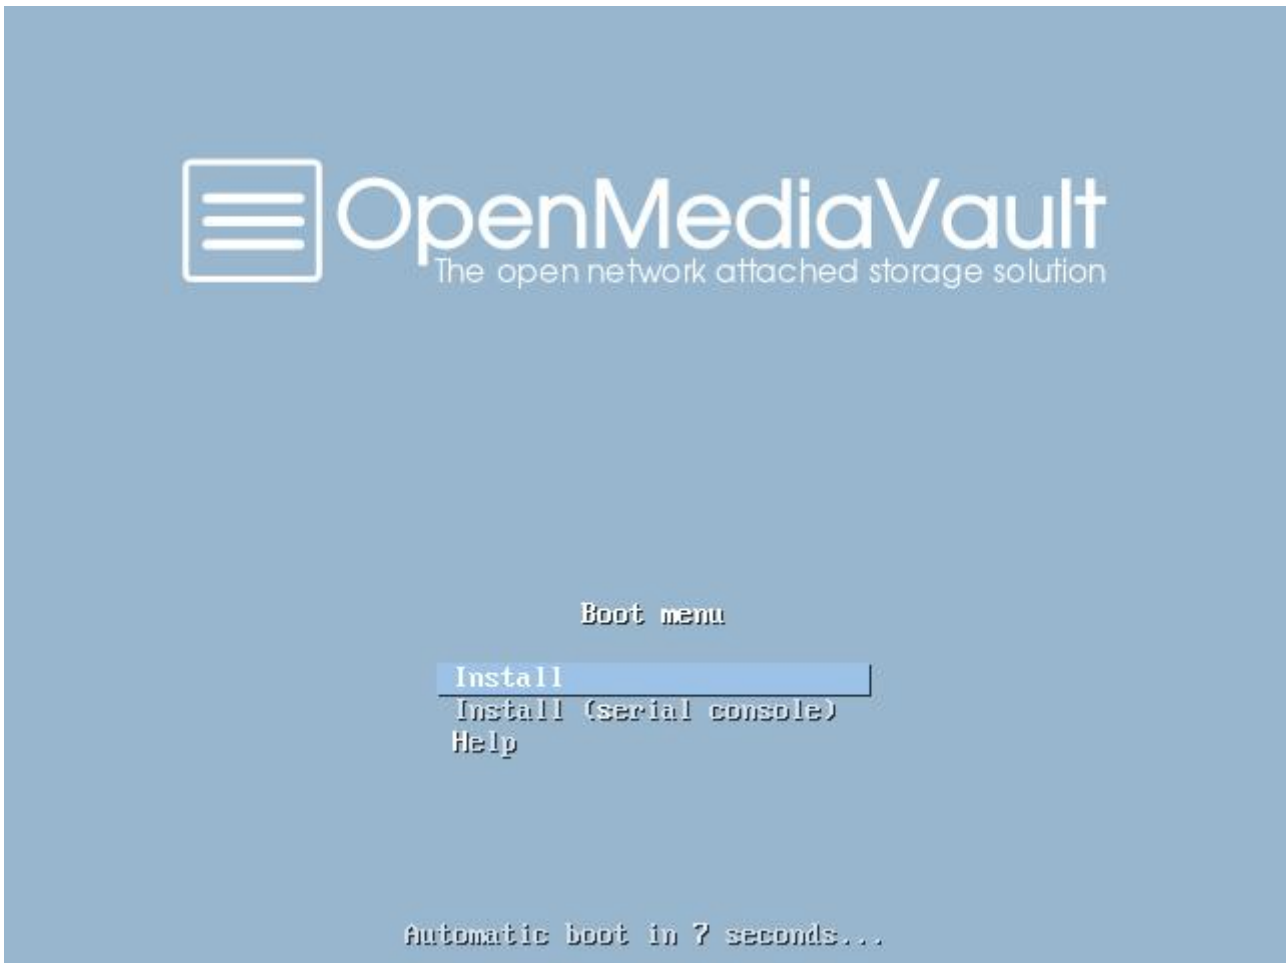 OpenMediaVault
The open network attached storage solution
Boot menu
Install
Install (serial console)
Help
Automatic boot in 7 seconds...